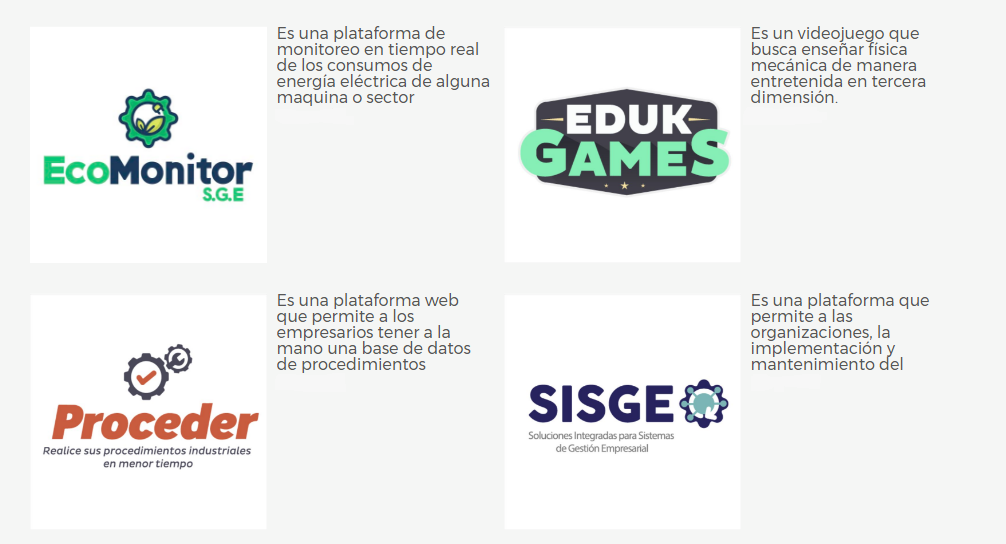 EcoMonitor
S.G.E
Es una plataforma de
monitoreo en tiempo real
de los consumos de
energía eléctrica de alguna
maquina o sector
EDUK
GAMES
Es un videojuego que
busca enseñar física
mecánica de manera
entretenida en tercera
dimensión.
Proceder
Realice sus procedimientos industriales
en menor tiempo
Es una plataforma web
que permite a los
empresarios tener a la
mano una base de datos
de procedimientos
SISGE
Soluciones Integradas para Sistemas
de Gestión Empresarial
Es una plataforma que
permite a las
organizaciones, la
implementación y
mantenimiento del